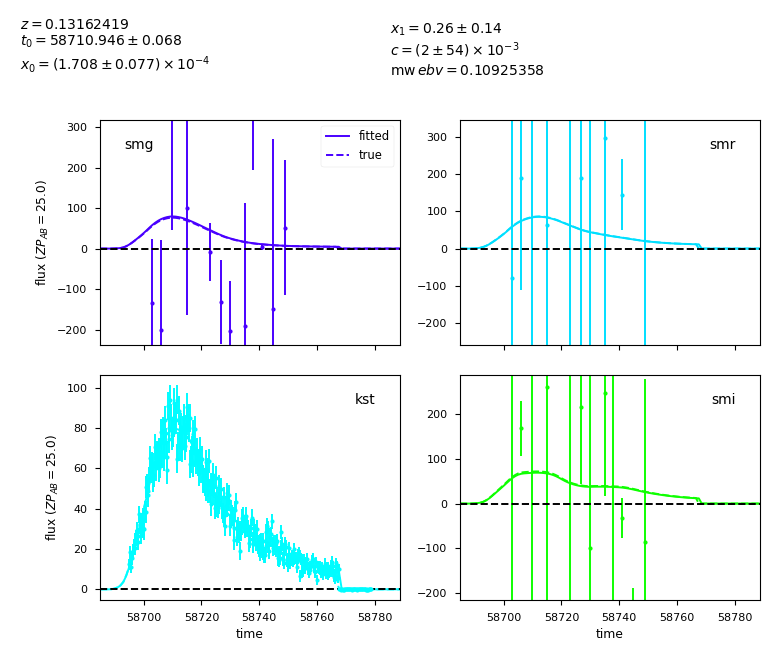 z = 0.13162419
t₀ = 58710.946 ± 0.068
x₀ = (1.708 ± 0.077) × 10⁻⁴
x₁ = 0.26 ± 0.14
c = (2 ± 54) × 10⁻³
mw ebv = 0.10925358
flux (ZP_AB = 25.0)
300
200
100
0
−100
−200
smg
fitted
true
300
200
100
0
−100
−200
smr
flux (ZP_AB = 25.0)
100
80
60
40
20
0
kst
58700 58720 58740 58760 58780
time
200
100
0
−100
−200
smi
58700 58720 58740 58760 58780
time